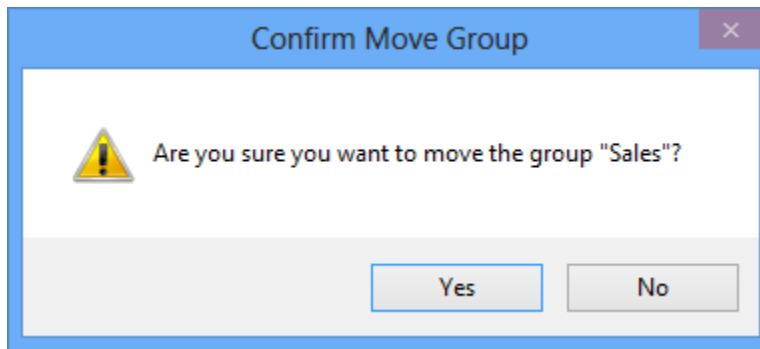 Confirm Move Group
Are you sure you want to move the group "Sales"?
Yes
No